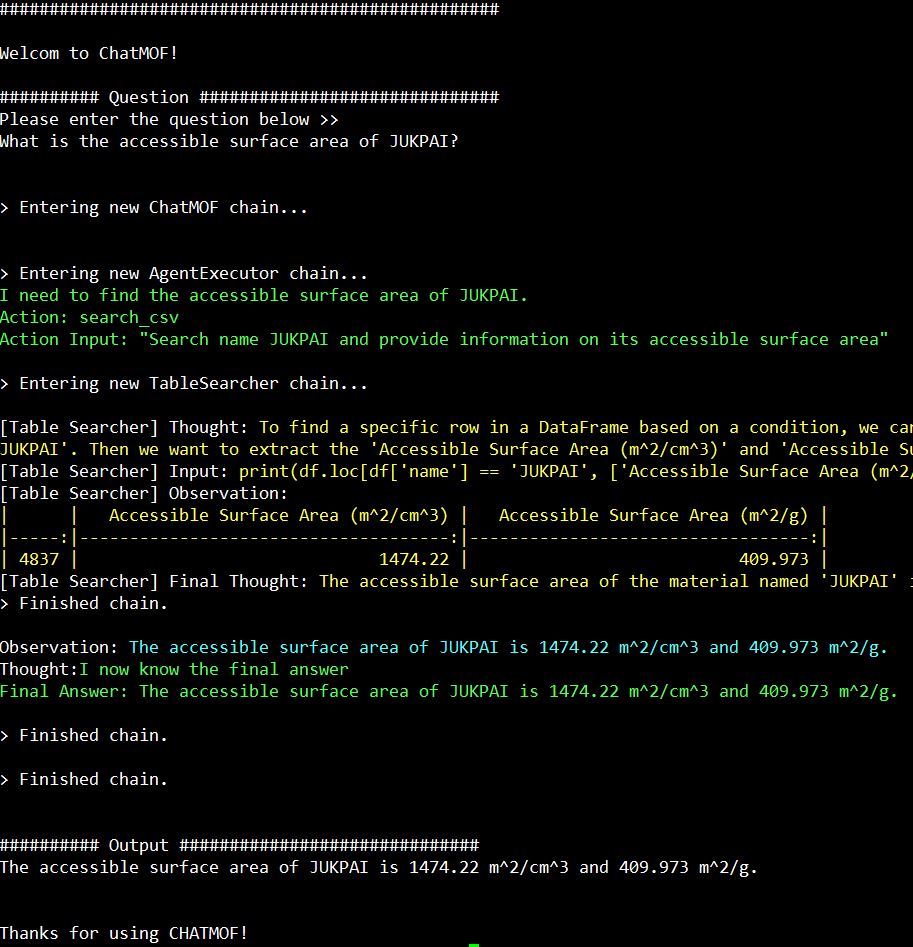 ##################################################
Welcom to ChatMOF!
########## Question ##############################
Please enter the question below >>
What is the accessible surface area of JUKPAI?
> Entering new ChatMOF chain...
> Entering new AgentExecutor chain...
I need to find the accessible surface area of JUKPAI.
Action: search_csv
Action Input: "Search name JUKPAI and provide information on its accessible surface area"
> Entering new TableSearcher chain...
[Table Searcher] Thought: To find a specific row in a DataFrame based on a condition, we can
JUKPAI'. Then we want to extract the 'Accessible Surface Area (m^2/cm^3)' and 'Accessible Su
[Table Searcher] Input: print(df.loc[df['name'] == 'JUKPAI', ['Accessible Surface Area (m^2/
[Table Searcher] Observation:
|      |   Accessible Surface Area (m^2/cm^3) |   Accessible Surface Area (m^2/g) |
|-----:|-------------------------------------:|----------------------------------:|
| 4837 |                              1474.22 |                           409.973 |
[Table Searcher] Final Thought: The accessible surface area of the material named 'JUKPAI' i
> Finished chain.
Observation: The accessible surface area of JUKPAI is 1474.22 m^2/cm^3 and 409.973 m^2/g.
Thought:I now know the final answer
Final Answer: The accessible surface area of JUKPAI is 1474.22 m^2/cm^3 and 409.973 m^2/g.
> Finished chain.
> Finished chain.
########## Output ##############################
The accessible surface area of JUKPAI is 1474.22 m^2/cm^3 and 409.973 m^2/g.
Thanks for using CHATMOF!